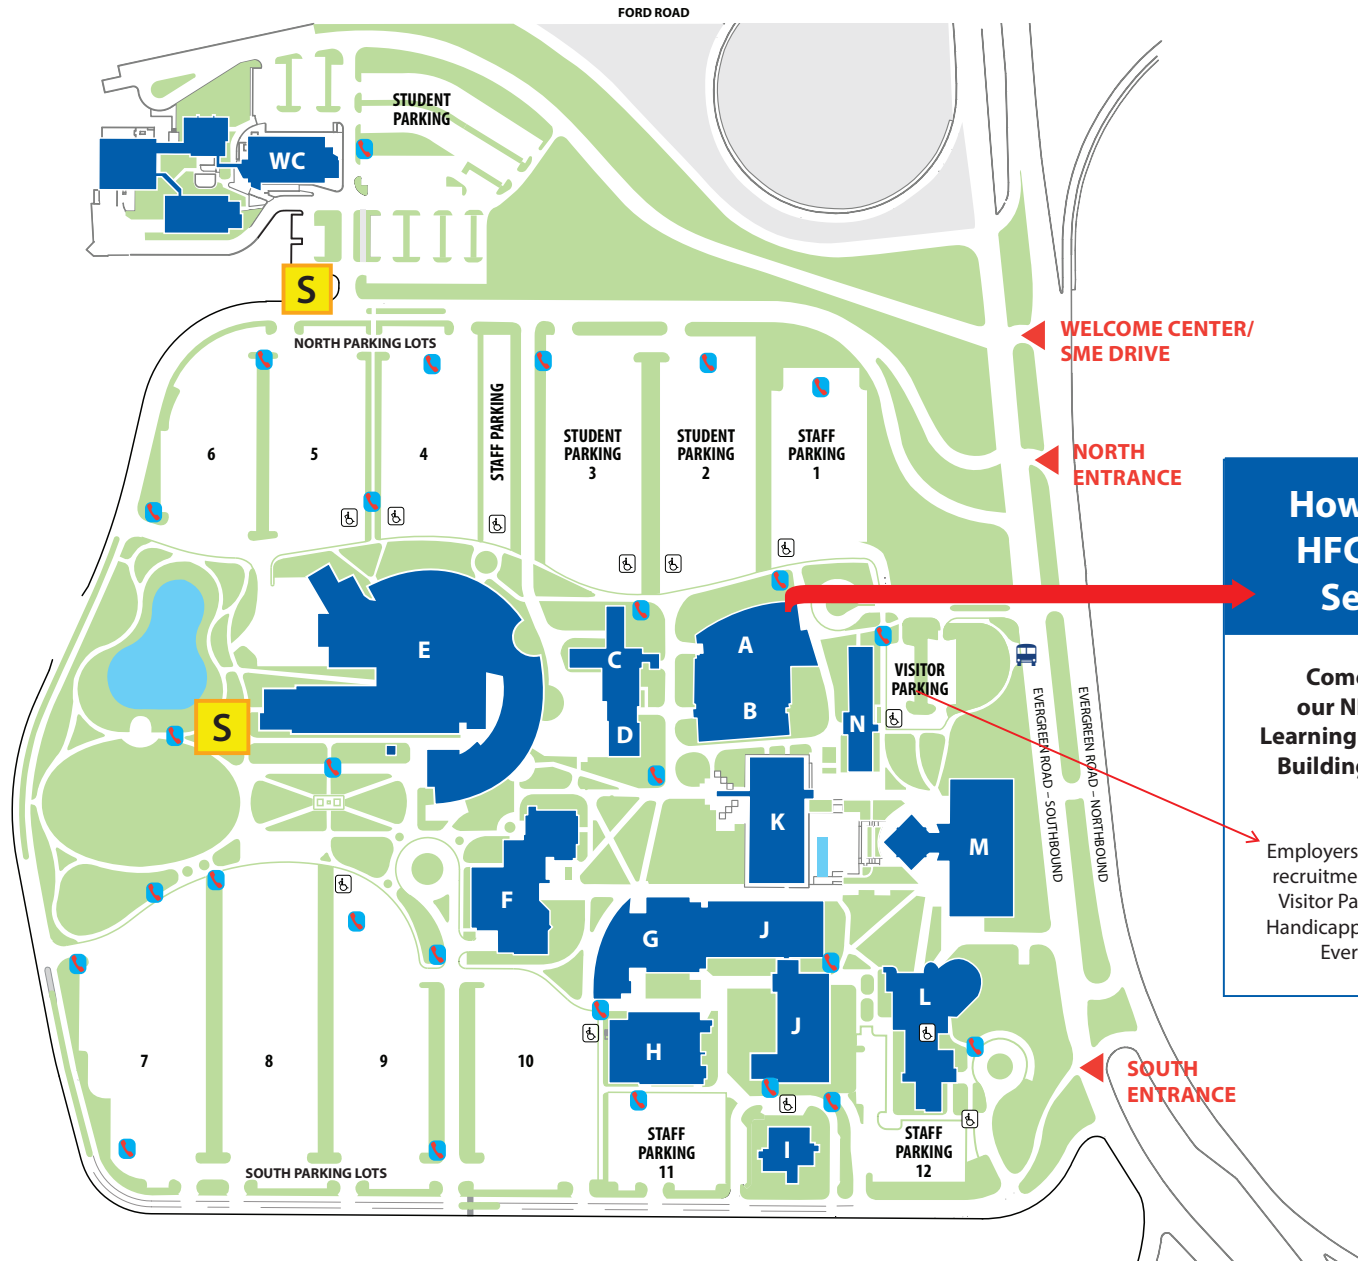 FORD ROAD
STUDENT
PARKING
WC
S
NORTH PARKING LOTS
WELCOME CENTER/
SME DRIVE
6
5
4
STAFF PARKING
STUDENT
PARKING
3
STUDENT
PARKING
2
STAFF
PARKING
1
NORTH
ENTRANCE
How
HFC
Se
E
C
D
A
B
N
VISITOR
PARKING
S
EVERGREEN ROAD – SOUTHBOUND
EVERGREEN ROAD – NORTHBOUND
Come
our N
Learning
Building
K
M
Employers
recruitme
Visitor Pa
Handicapp
Ever
F
G
J
L
J
H
7
8
9
10
SOUTH
ENTRANCE
STAFF
PARKING
11
I
STAFF
PARKING
12
SOUTH PARKING LOTS